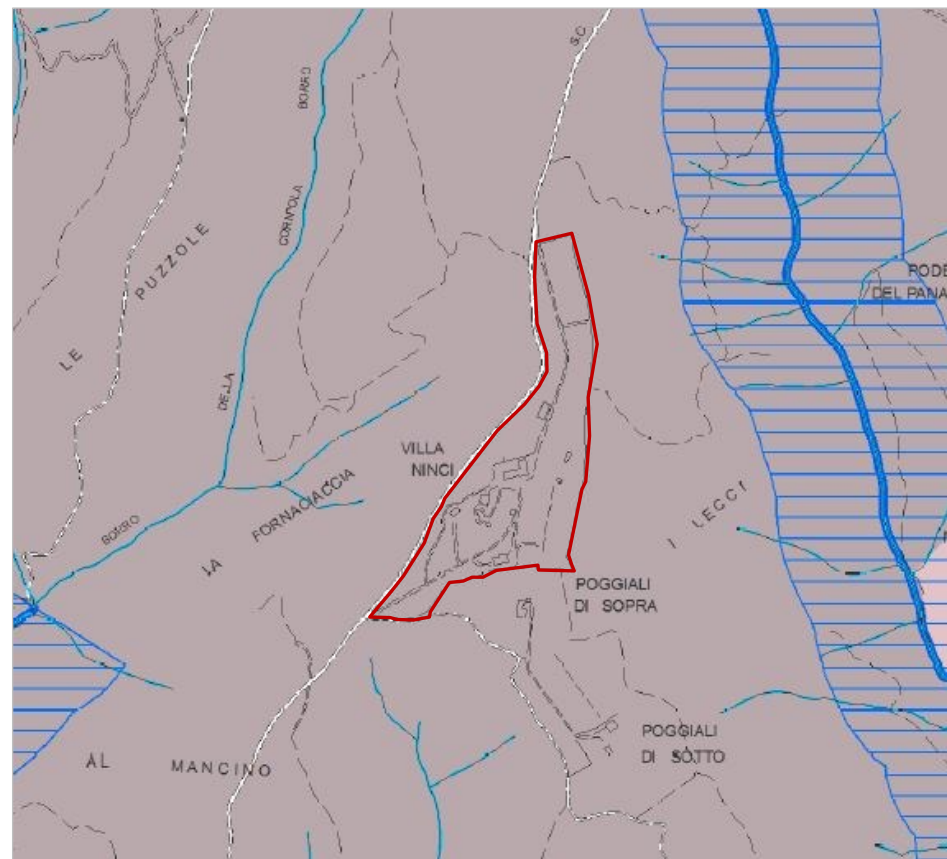 S.C.
BORRO
CORNIOLA
DELLA
BORRO
LE PUZZOLE
PODE
DEL PANA
VILLA
NINCI
LA FORNACIACCIA
I LECCI
POGGIALI
DI SOPRA
POGGIALI
DI SOTTO
AL MANCINO